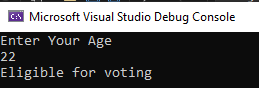 Microsoft Visual Studio Debug Console
Enter Your Age
22
Eligible for voting